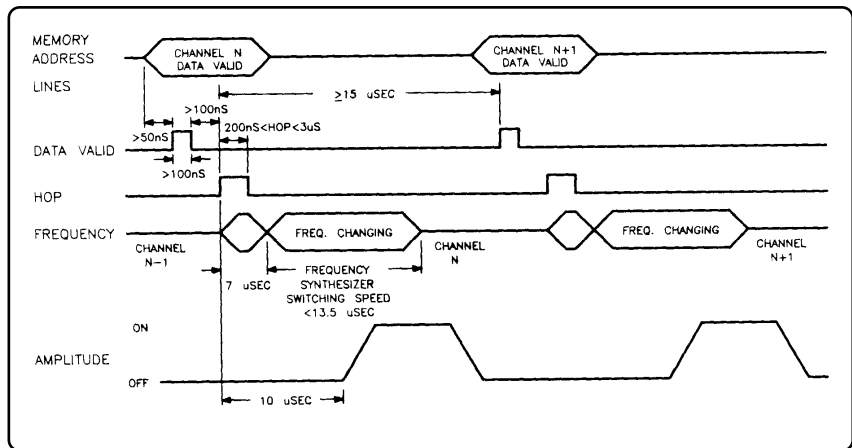 MEMORY
ADDRESS
LINES
CHANNEL N
DATA VALID
CHANNEL N+1
DATA VALID
≥15 uSEC
>100nS
200nS<HOP<3uS
>50nS
DATA VALID
>100nS
HOP
FREQUENCY
CHANNEL
N-1
FREQ. CHANGING
CHANNEL
N
FREQ. CHANGING
CHANNEL
N+1
7 uSEC
FREQUENCY
SYNTHESIZER
SWITCHING SPEED
<13.5 uSEC
ON
AMPLITUDE
OFF
10 uSEC